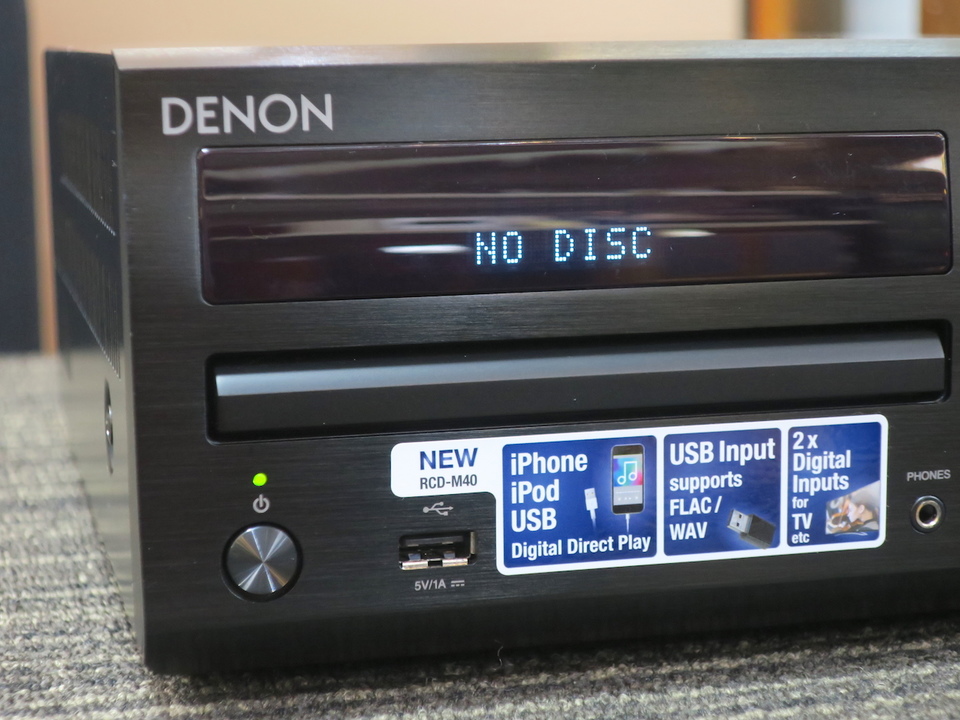 DENON
NO DISC
NEW
RCD-M40
iPhone
iPod
USB
Digital Direct Play
USB Input
supports
FLAC /
WAV
2 x
Digital
Inputs
for
TV
etc
PHONES
5V/1A